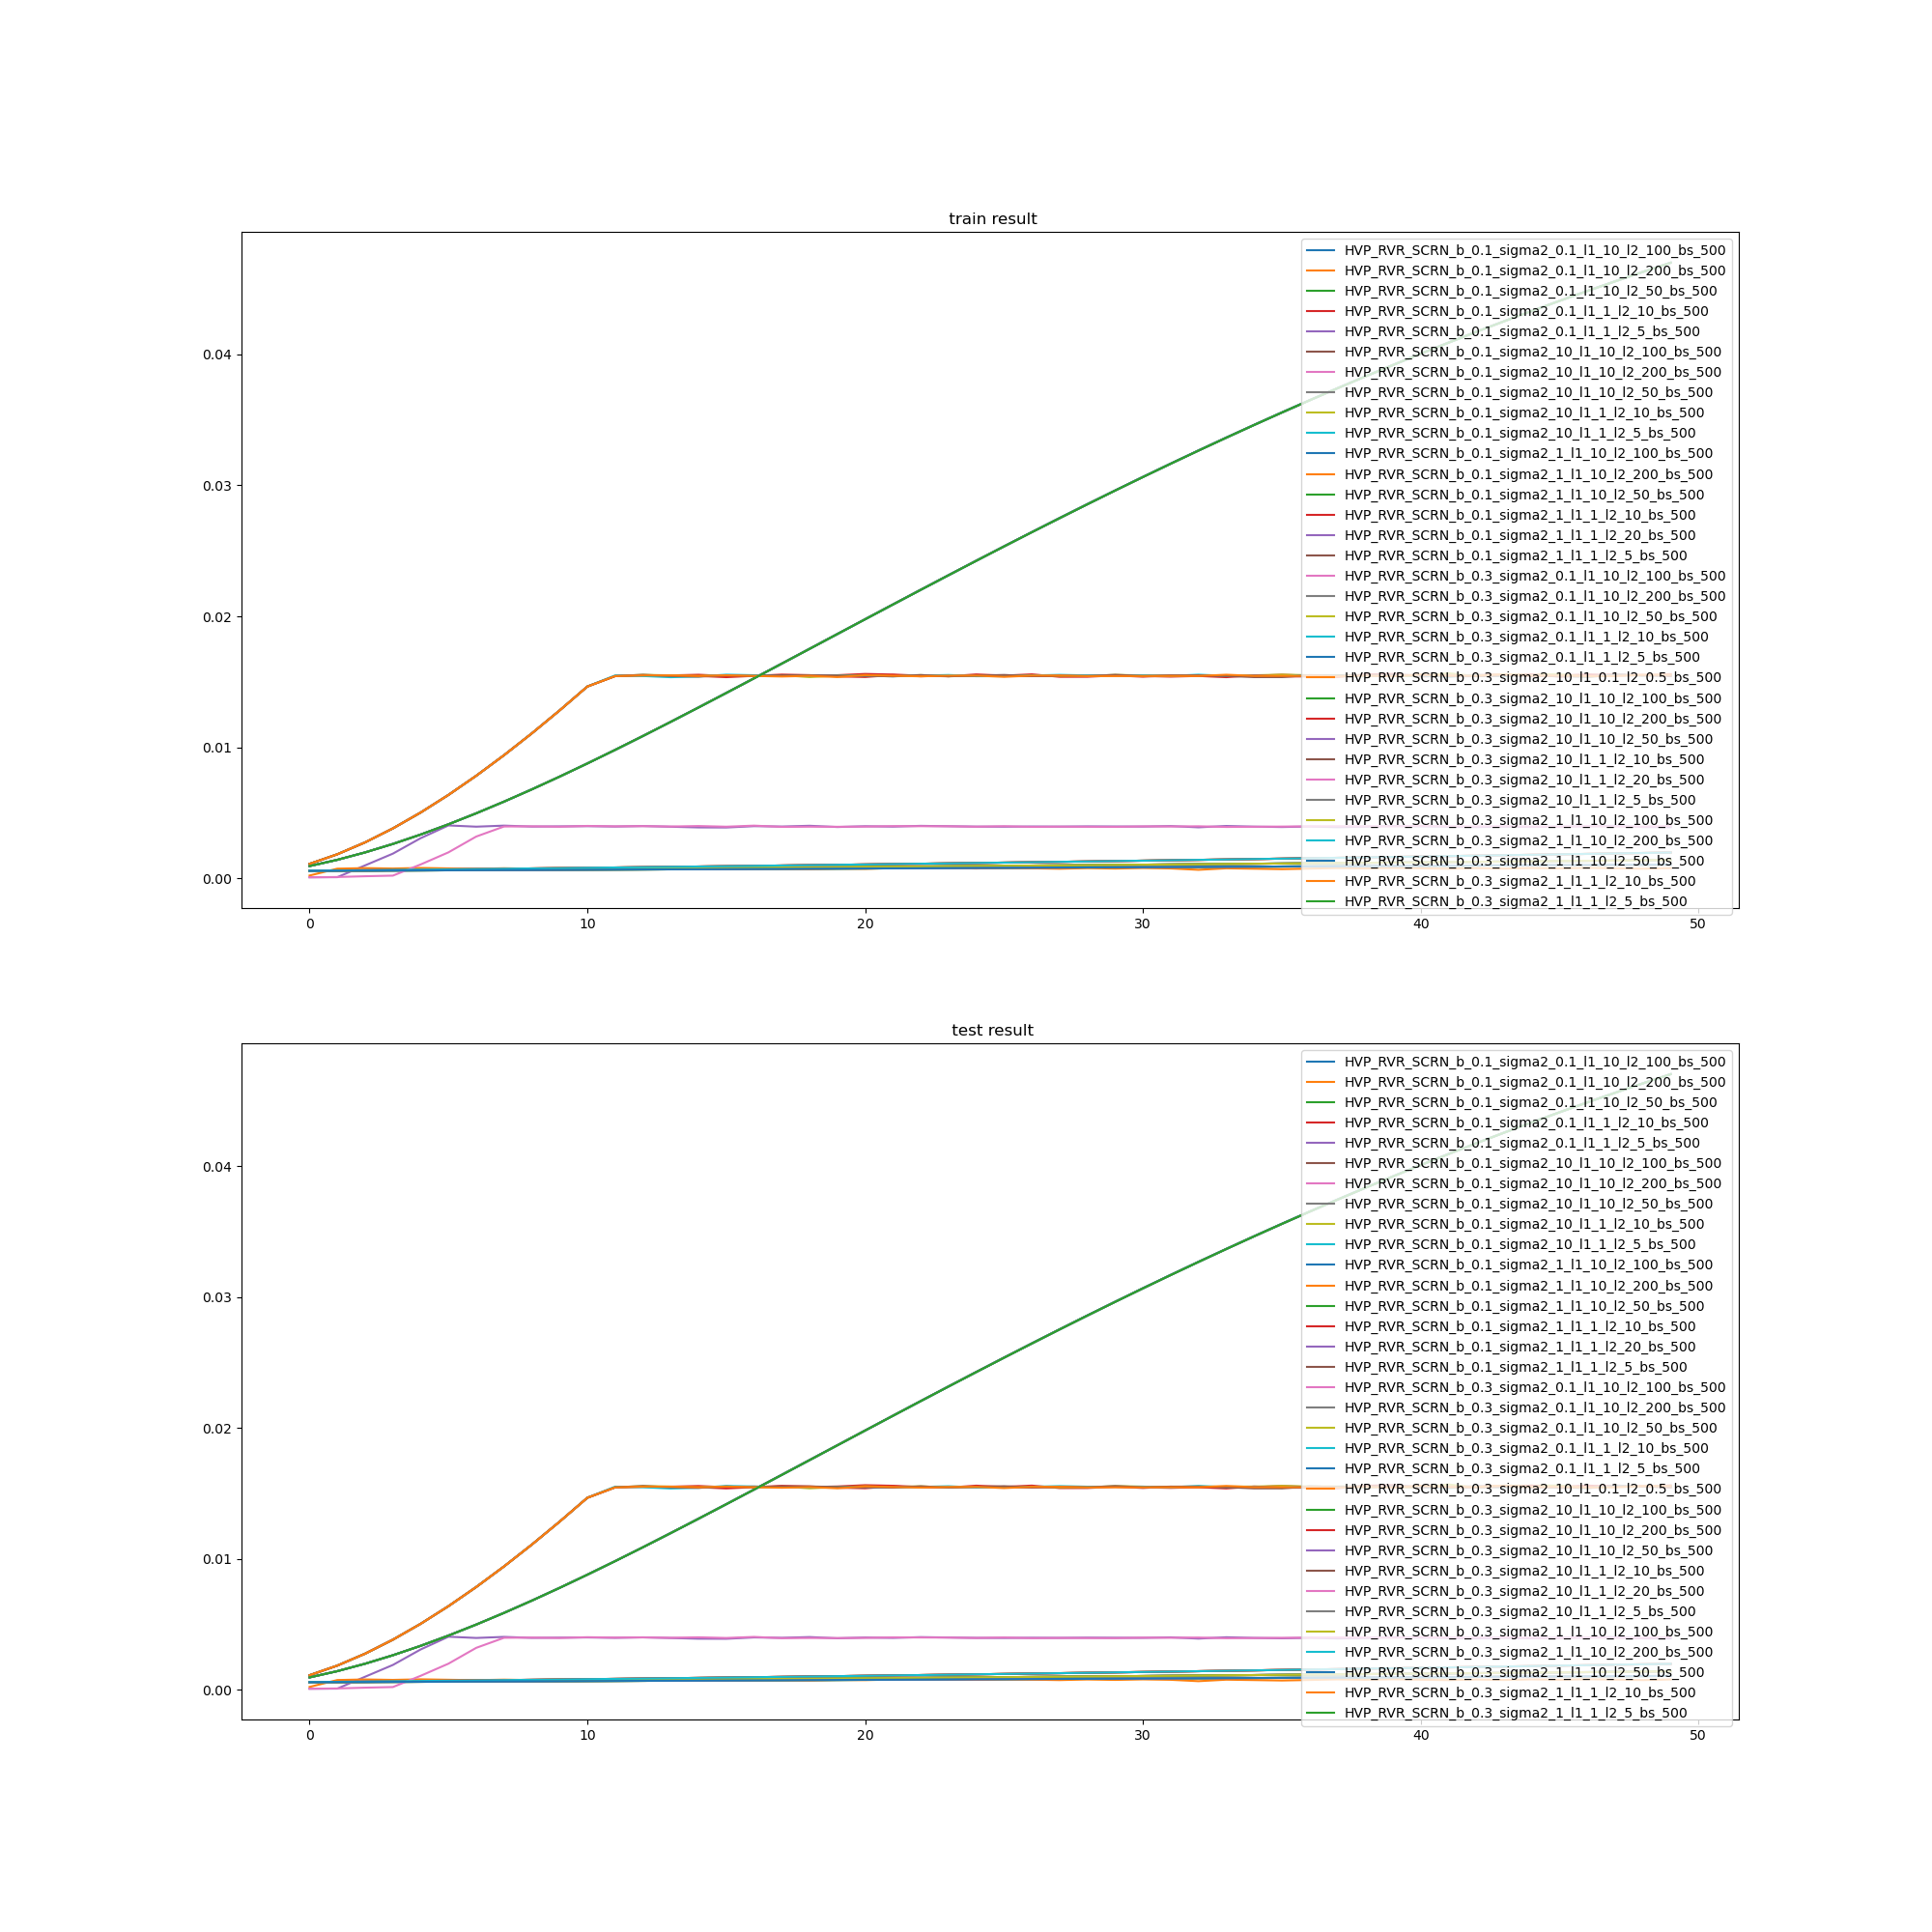 train result
HVP_RVR_SCRN_b_0.1_sigma2_0.1_l1_10_l2_100_bs_500
HVP_RVR_SCRN_b_0.1_sigma2_0.1_l1_10_l2_200_bs_500
HVP_RVR_SCRN_b_0.1_sigma2_0.1_l1_10_l2_50_bs_500
HVP_RVR_SCRN_b_0.1_sigma2_0.1_l1_1_l2_10_bs_500
HVP_RVR_SCRN_b_0.1_sigma2_0.1_l1_1_l2_5_bs_500
HVP_RVR_SCRN_b_0.1_sigma2_10_l1_10_l2_100_bs_500
HVP_RVR_SCRN_b_0.1_sigma2_10_l1_10_l2_200_bs_500
HVP_RVR_SCRN_b_0.1_sigma2_10_l1_10_l2_50_bs_500
HVP_RVR_SCRN_b_0.1_sigma2_10_l1_1_l2_10_bs_500
HVP_RVR_SCRN_b_0.1_sigma2_10_l1_1_l2_5_bs_500
HVP_RVR_SCRN_b_0.1_sigma2_1_l1_10_l2_100_bs_500
HVP_RVR_SCRN_b_0.1_sigma2_1_l1_10_l2_200_bs_500
HVP_RVR_SCRN_b_0.1_sigma2_1_l1_10_l2_50_bs_500
HVP_RVR_SCRN_b_0.1_sigma2_1_l1_1_l2_10_bs_500
HVP_RVR_SCRN_b_0.1_sigma2_1_l1_1_l2_20_bs_500
HVP_RVR_SCRN_b_0.1_sigma2_1_l1_1_l2_5_bs_500
HVP_RVR_SCRN_b_0.3_sigma2_0.1_l1_10_l2_100_bs_500
HVP_RVR_SCRN_b_0.3_sigma2_0.1_l1_10_l2_200_bs_500
HVP_RVR_SCRN_b_0.3_sigma2_0.1_l1_10_l2_50_bs_500
HVP_RVR_SCRN_b_0.3_sigma2_0.1_l1_1_l2_10_bs_500
HVP_RVR_SCRN_b_0.3_sigma2_0.1_l1_1_l2_5_bs_500
HVP_RVR_SCRN_b_0.3_sigma2_10_l1_0.1_l2_0.5_bs_500
HVP_RVR_SCRN_b_0.3_sigma2_10_l1_10_l2_100_bs_500
HVP_RVR_SCRN_b_0.3_sigma2_10_l1_10_l2_200_bs_500
HVP_RVR_SCRN_b_0.3_sigma2_10_l1_10_l2_50_bs_500
HVP_RVR_SCRN_b_0.3_sigma2_10_l1_1_l2_10_bs_500
HVP_RVR_SCRN_b_0.3_sigma2_10_l1_1_l2_20_bs_500
HVP_RVR_SCRN_b_0.3_sigma2_10_l1_1_l2_5_bs_500
HVP_RVR_SCRN_b_0.3_sigma2_1_l1_10_l2_100_bs_500
HVP_RVR_SCRN_b_0.3_sigma2_1_l1_10_l2_200_bs_500
HVP_RVR_SCRN_b_0.3_sigma2_1_l1_10_l2_50_bs_500
HVP_RVR_SCRN_b_0.3_sigma2_1_l1_1_l2_10_bs_500
HVP_RVR_SCRN_b_0.3_sigma2_1_l1_1_l2_5_bs_500
0.04
0.03
0.02
0.01
0.00
0 10 20 30 40 50
test result
HVP_RVR_SCRN_b_0.1_sigma2_0.1_l1_10_l2_100_bs_500
HVP_RVR_SCRN_b_0.1_sigma2_0.1_l1_10_l2_200_bs_500
HVP_RVR_SCRN_b_0.1_sigma2_0.1_l1_10_l2_50_bs_500
HVP_RVR_SCRN_b_0.1_sigma2_0.1_l1_1_l2_10_bs_500
HVP_RVR_SCRN_b_0.1_sigma2_0.1_l1_1_l2_5_bs_500
HVP_RVR_SCRN_b_0.1_sigma2_10_l1_10_l2_100_bs_500
HVP_RVR_SCRN_b_0.1_sigma2_10_l1_10_l2_200_bs_500
HVP_RVR_SCRN_b_0.1_sigma2_10_l1_10_l2_50_bs_500
HVP_RVR_SCRN_b_0.1_sigma2_10_l1_1_l2_10_bs_500
HVP_RVR_SCRN_b_0.1_sigma2_10_l1_1_l2_5_bs_500
HVP_RVR_SCRN_b_0.1_sigma2_1_l1_10_l2_100_bs_500
HVP_RVR_SCRN_b_0.1_sigma2_1_l1_10_l2_200_bs_500
HVP_RVR_SCRN_b_0.1_sigma2_1_l1_10_l2_50_bs_500
HVP_RVR_SCRN_b_0.1_sigma2_1_l1_1_l2_10_bs_500
HVP_RVR_SCRN_b_0.1_sigma2_1_l1_1_l2_20_bs_500
HVP_RVR_SCRN_b_0.1_sigma2_1_l1_1_l2_5_bs_500
HVP_RVR_SCRN_b_0.3_sigma2_0.1_l1_10_l2_100_bs_500
HVP_RVR_SCRN_b_0.3_sigma2_0.1_l1_10_l2_200_bs_500
HVP_RVR_SCRN_b_0.3_sigma2_0.1_l1_10_l2_50_bs_500
HVP_RVR_SCRN_b_0.3_sigma2_0.1_l1_1_l2_10_bs_500
HVP_RVR_SCRN_b_0.3_sigma2_0.1_l1_1_l2_5_bs_500
HVP_RVR_SCRN_b_0.3_sigma2_10_l1_0.1_l2_0.5_bs_500
HVP_RVR_SCRN_b_0.3_sigma2_10_l1_10_l2_100_bs_500
HVP_RVR_SCRN_b_0.3_sigma2_10_l1_10_l2_200_bs_500
HVP_RVR_SCRN_b_0.3_sigma2_10_l1_10_l2_50_bs_500
HVP_RVR_SCRN_b_0.3_sigma2_10_l1_1_l2_10_bs_500
HVP_RVR_SCRN_b_0.3_sigma2_10_l1_1_l2_20_bs_500
HVP_RVR_SCRN_b_0.3_sigma2_10_l1_1_l2_5_bs_500
HVP_RVR_SCRN_b_0.3_sigma2_1_l1_10_l2_100_bs_500
HVP_RVR_SCRN_b_0.3_sigma2_1_l1_10_l2_200_bs_500
HVP_RVR_SCRN_b_0.3_sigma2_1_l1_10_l2_50_bs_500
HVP_RVR_SCRN_b_0.3_sigma2_1_l1_1_l2_10_bs_500
HVP_RVR_SCRN_b_0.3_sigma2_1_l1_1_l2_5_bs_500
0.04
0.03
0.02
0.01
0.00
0 10 20 30 40 50